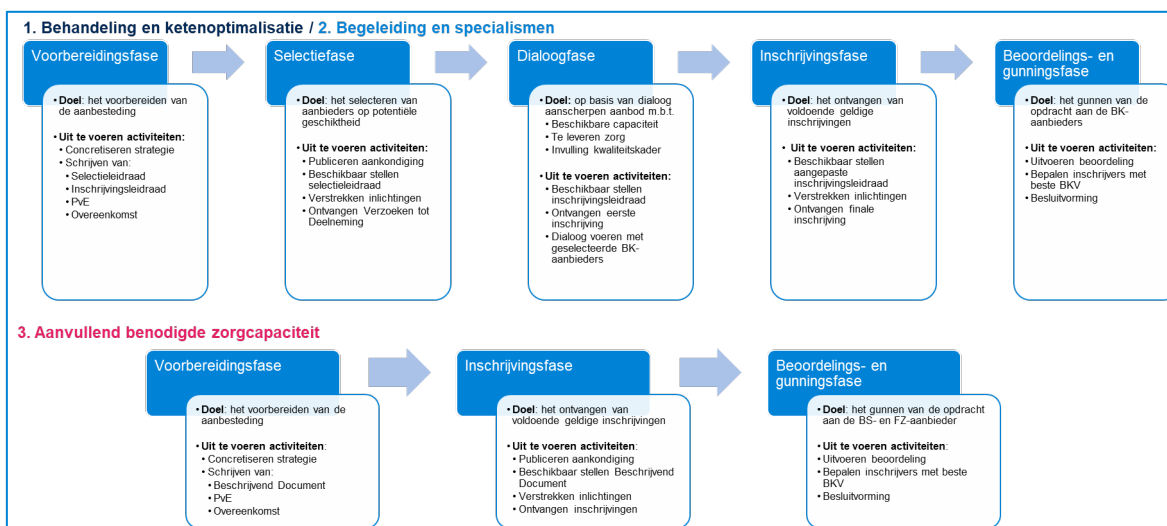 1. Behandeling en ketenoptimalisatie / 2. Begeleiding en specialismen
Voorbereidingsfase
• Doel: het voorbereiden van
de aanbesteding
• Uit te voeren activiteiten:
• Concretiseren strategie
• Schrijven van:
• Selectieleidraad
• Inschrijvingsleidraad
• PvE
• Overeenkomst
Selectiefase
• Doel: het selecteren van
aanbieders op potentiële
geschiktheid
• Uit te voeren activiteiten:
• Publiceren aankondiging
• Beschikbaar stellen
selectieleidraad
• Verstrekken inlichtingen
• Ontvangen Verzoeken tot
Deelneming
Dialoogfase
• Doel: op basis van dialoog
aanscherpen aanbod m.b.t.
• Beschikbare capaciteit
• Te leveren zorg
• Invulling kwaliteitskader
• Uit te voeren activiteiten:
• Beschikbaar stellen
inschrijvingsleidraad
• Ontvangen eerste
inschrijving
• Dialoog voeren met
geselecteerde BK-
aanbieders
Inschrijvingsfase
• Doel: het ontvangen van
voldoende geldige
inschrijvingen
• Uit te voeren activiteiten:
• Beschikbaar stellen
aangepaste
inschrijvingsleidraad
• Verstrekken inlichtingen
• Ontvangen finale
inschrijving
Beoordelings- en
gunningsfase
• Doel: het gunnen van de
opdracht aan de BK-
aanbieders
• Uit te voeren activiteiten:
• Uitvoeren beoordeling
• Bepalen inschrijvers met
beste BKV
• Besluitvorming
3. Aanvullend benodigde zorgcapaciteit
Voorbereidingsfase
• Doel: het voorbereiden van de
aanbesteding
• Uit te voeren activiteiten:
• Concretiseren strategie
• Schrijven van:
• Beschrijvend Document
• PvE
• Overeenkomst
Inschrijvingsfase
• Doel: het ontvangen van
voldoende geldige inschrijvingen
• Uit te voeren activiteiten:
• Publiceren aankondiging
• Beschikbaar stellen Beschrijvend
Document
• Verstrekken inlichtingen
• Ontvangen inschrijvingen
Beoordelings- en
gunningsfase
• Doel: het gunnen van de opdracht
aan de BS- en FZ-aanbieder
• Uit te voeren activiteiten:
• Uitvoeren beoordeling
• Bepalen inschrijvers met beste
BKV
• Besluitvorming